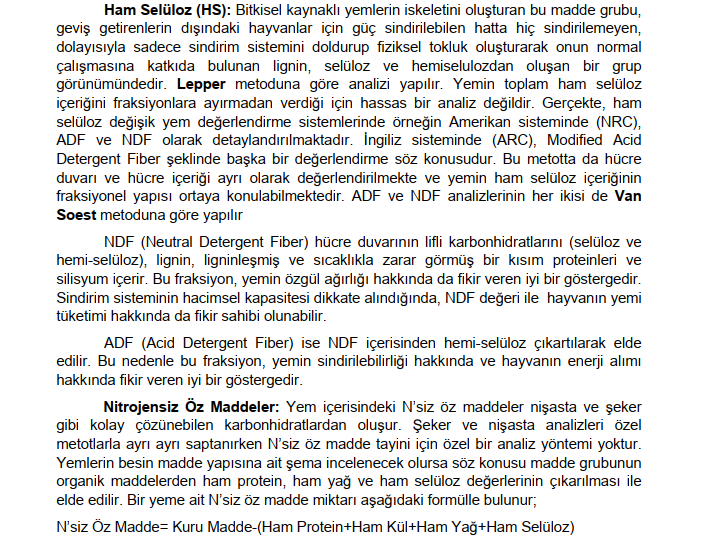 Ham Selüloz (HS): Bitkisel kaynaklı yemlerin iskeletini oluşturan bu madde grubu,
geviş getirenlerin dışındaki hayvanlar için güç sindirilebilen hatta hiç sindirilemeyen,
dolayısıyla sadece sindirim sistemini doldurup fiziksel tokluk oluşturarak onun normal
çalışmasına katkıda bulunan lignin, selüloz ve hemiselulozdan oluşan bir grup
görünümündedir. Lepper metoduna göre analizi yapılır. Yemin toplam ham selüloz
içeriğini fraksiyonlara ayırmadan verdiği için hassas bir analiz değildir. Gerçekte, ham
selüloz değişik yem değerlendirme sistemlerinde örneğin Amerikan sisteminde (NRC),
ADF ve NDF olarak detaylandırılmaktadır. İngiliz sisteminde (ARC), Modified Acid
Detergent Fiber şeklinde başka bir değerlendirme söz konusudur. Bu metotta da hücre
duvarı ve hücre içeriği ayrı olarak değerlendirilmekte ve yemin ham selüloz içeriğinin
fraksiyonel yapısı ortaya konulabilmektedir. ADF ve NDF analizlerinin her ikisi de Van
Soest metoduna göre yapılır
NDF (Neutral Detergent Fiber) hücre duvarının lifli karbonhidratlarını (selüloz ve
hemi-selüloz), lignin, ligninleşmiş ve sıcaklıkla zarar görmüş bir kısım proteinleri ve
silisyum içerir. Bu fraksiyon, yemin özgül ağırlığı hakkında da fikir veren iyi bir göstergedir.
Sindirim sisteminin hacimsel kapasitesi dikkate alındığında, NDF değeri ile hayvanın yemi
tüketimi hakkında da fikir sahibi olunabilir.
ADF (Acid Detergent Fiber) ise NDF içerisinden hemi-selüloz çıkartılarak elde
edilir. Bu nedenle bu fraksiyon, yemin sindirilebilirliği hakkında ve hayvanın enerji alımı
hakkında fikir veren iyi bir göstergedir.
Nitrojensiz Öz Maddeler: Yem içerisindeki N'siz öz maddeler nişasta ve şeker
gibi kolay çözünebilen karbonhidratlardan oluşur. Şeker ve nişasta analizleri özel
metotlarla ayrı ayrı saptanırken N'siz öz madde tayini için özel bir analiz yöntemi yoktur.
Yemlerin besin madde yapısına ait şema incelenecek olursa söz konusu madde grubunun
organik maddelerden ham protein, ham yağ ve ham selüloz değerlerinin çıkarılması ile
elde edilir. Bir yeme ait N'siz öz madde miktarı aşağıdaki formülle bulunur;
N'siz Öz Madde= Kuru Madde-(Ham Protein+Ham Kül+Ham Yağ+Ham Selüloz)